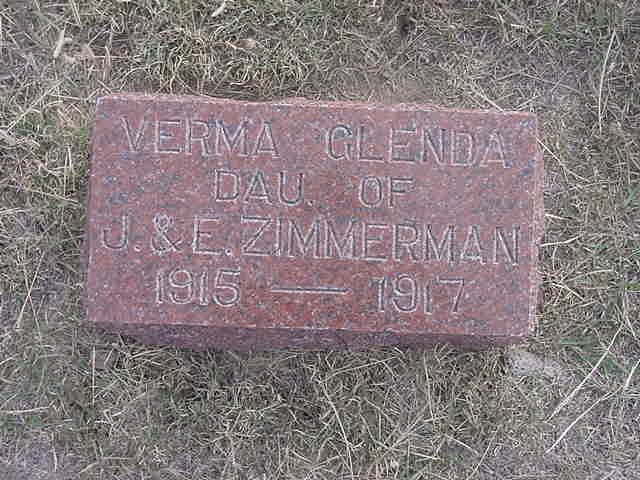 VERMA GLENDA
DAU. OF
J. & E. ZIMMERMAN
1915 — 1917